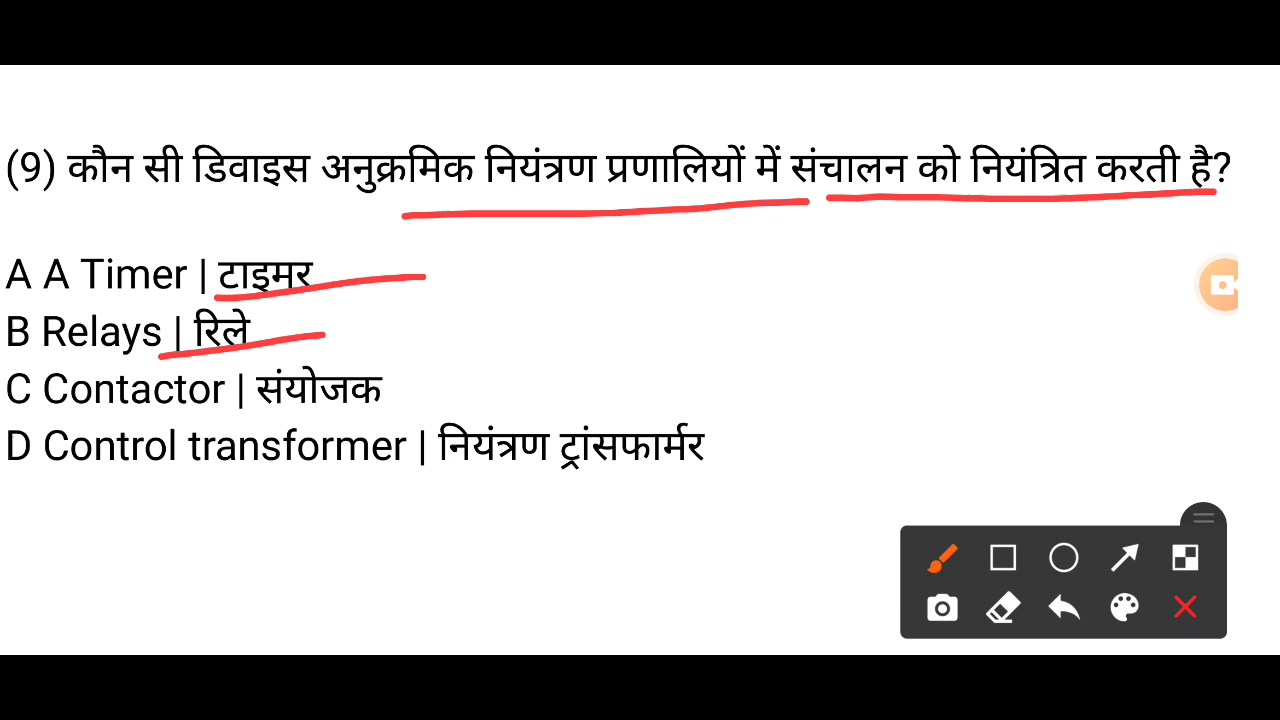 (9) कौन सी डिवाइस अनुक्रमिक नियंत्रण प्रणालियों में संचालन को नियंत्रित करती है?
A A Timer | टाइमर
B Relays | रिले
C Contactor | संयोजक
D Control transformer | नियंत्रण ट्रांसफार्मर